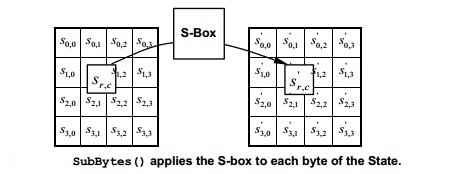 S-Box
S0,0 S0,1 S0,2 S0,3 S'0,0 S'0,1 S'0,2 S'0,3
S1,0 Sr,c S1,2 S1,3 S'1,0 S'r,c S'1,2 S'1,3
S2,0 S2,1 S2,2 S2,3 S'2,0 S'2,1 S'2,2 S'2,3
S3,0 S3,1 S3,2 S3,3 S'3,0 S'3,1 S'3,2 S'3,3
SubBytes() applies the S-box to each byte of the State.